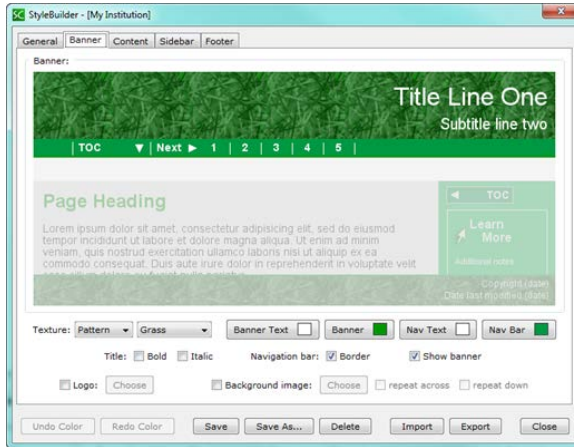 StyleBuilder - [My Institution]
General Banner Content Sidebar Footer
Banner:
Title Line One
Subtitle line two
| TOC ▼ | Next ► 1 | 2 | 3 | 4 | 5 |
Page Heading
◄ TOC
Lorem ipsum dolor sit amet, consectetur adipisicing elit, sed do eiusmod
tempor incididunt ut labore et dolore magna aliqua. Ut enim ad minim
veniam, quis nostrud exercitation ullamco laboris nisi ut aliquip ex ea
commodo consequat. Duis aute irure dolor in reprehenderit in voluptate velit
Learn
More
Additional notes
Copyright (date)
Date last modified (date)
Texture: Pattern Grass Banner Text Banner Nav Text Nav Bar
Title: Bold Italic Navigation bar: Border Show banner
Logo: Choose Background image: Choose repeat across repeat down
Undo Color Redo Color Save Save As... Delete Import Export Close